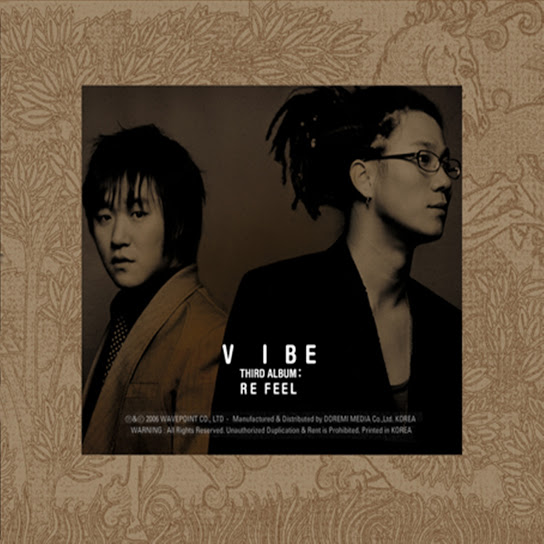 V I B E
THIRD ALBUM :
RE FEEL
Ⓟ&Ⓒ 2006 WAVEPOINT CO., LTD - Manufactured & Distributed by DOREMI MEDIA Co.,Ltd. KOREA
WARNING : All Rights Reserved. Unauthorized Duplication & Rent is Prohibited. Printed in KOREA